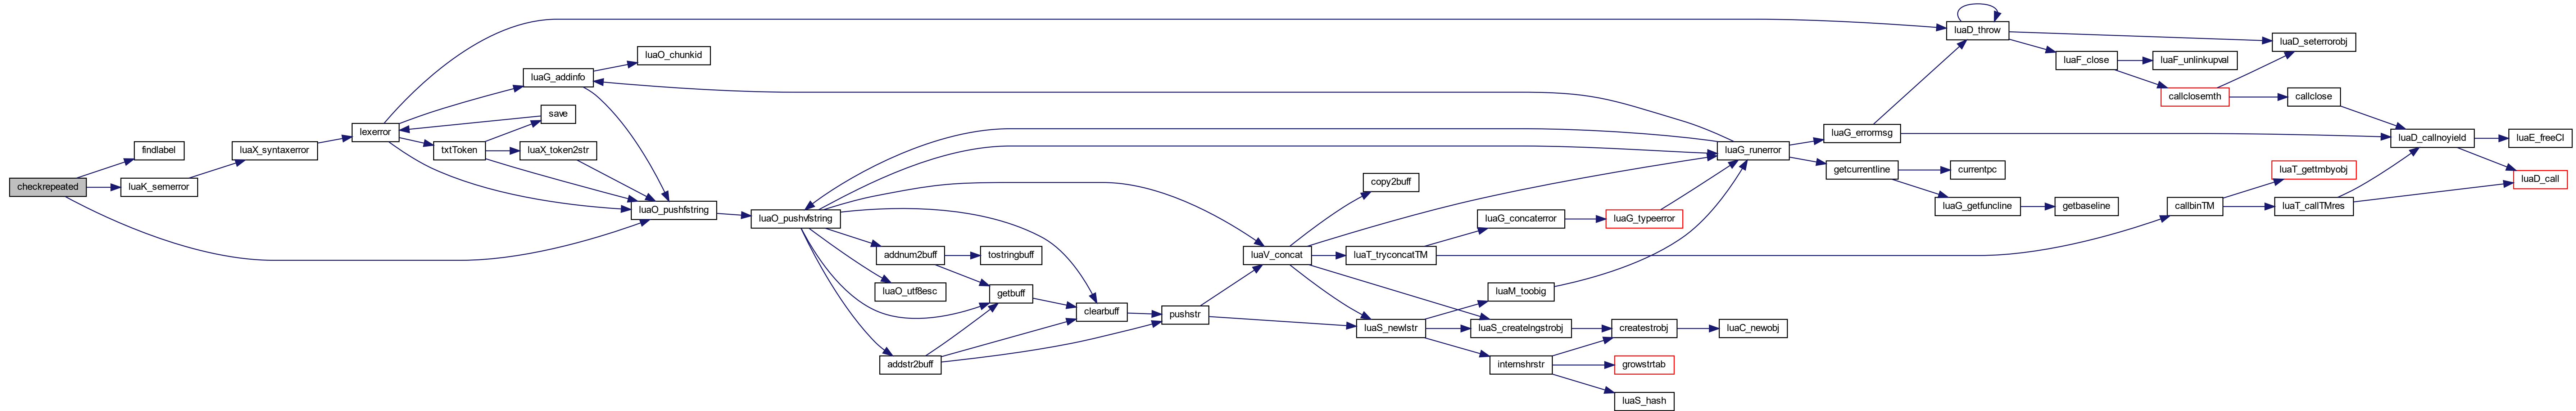 checkrepeated
findlabel
luaK_semerror
luaX_syntaxerror
lexerror
luaG_addinfo
luaO_chunkid
save
txtToken
luaX_token2str
luaO_pushfstring
luaO_pushvfstring
addnum2buff
tostringbuff
luaO_utf8esc
getbuff
clearbuff
addstr2buff
pushstr
luaV_concat
copy2buff
luaT_tryconcatTM
luaG_concaterror
luaG_typeerror
luaM_toobig
luaS_newlstr
luaS_createlngstrobj
createstrobj
luaC_newobj
internshrstr
growstrtab
luaS_hash
luaG_runerror
luaG_errormsg
getcurrentline
currentpc
luaG_getfuncline
getbaseline
luaD_throw
luaD_seterrorobj
luaF_close
luaF_unlinkupval
callclosemth
callclose
luaD_callnoyield
luaE_freeCI
luaD_call
callbinTM
luaT_gettmbyobj
luaT_callTMres